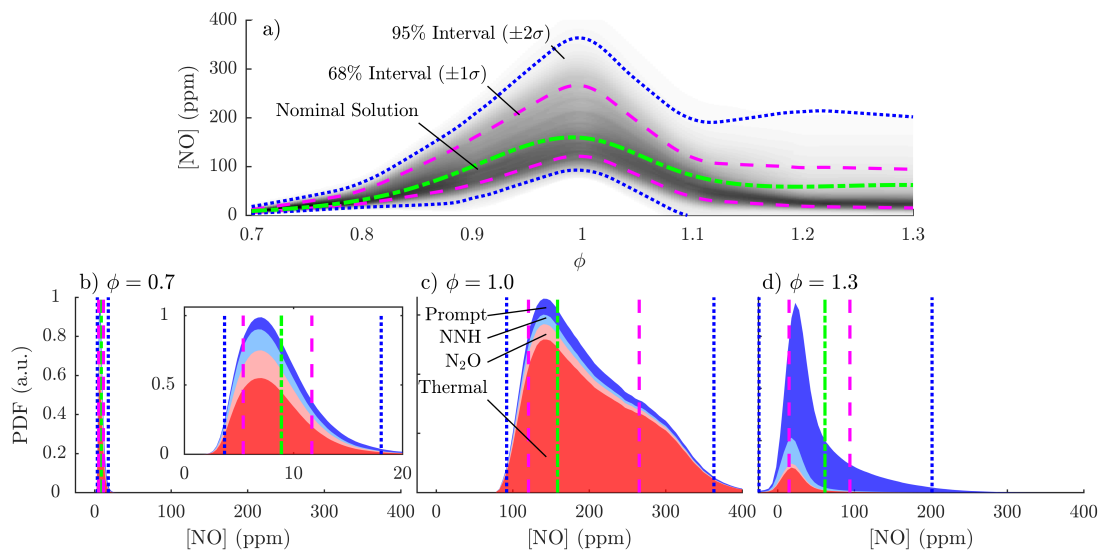 a)
95% Interval (±2σ)
68% Interval (±1σ)
Nominal Solution
[NO] (ppm)
400
300
200
100
0
0.7 0.8 0.9 1 1.1 1.2 1.3
ϕ
b) ϕ = 0.7
PDF (a.u.)
1
0.8
0.6
0.4
0.2
0
1
0.5
0
0 10 20
0 100 200 300 400
[NO] (ppm)
c) ϕ = 1.0
Prompt
NNH
N₂O
Thermal
0 100 200 300 400
[NO] (ppm)
d) ϕ = 1.3
0 100 200 300 400
[NO] (ppm)